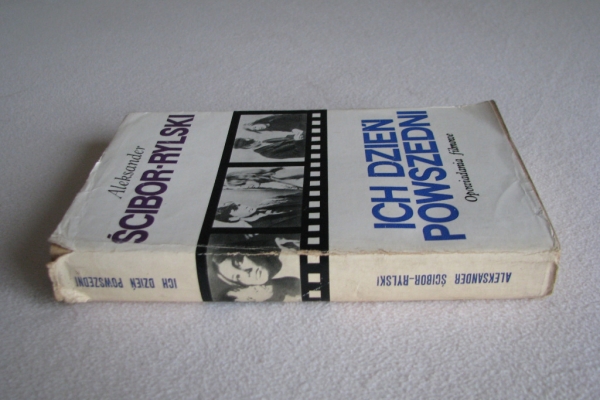 Aleksander
ŚCIBOR-RYLSKI
ICH DZIEŃ
POWSZEDNI
Opowiadania filmowe
ICH DZIEŃ POWSZEDNI
ALEKSANDER ŚCIBOR-RYLSKI